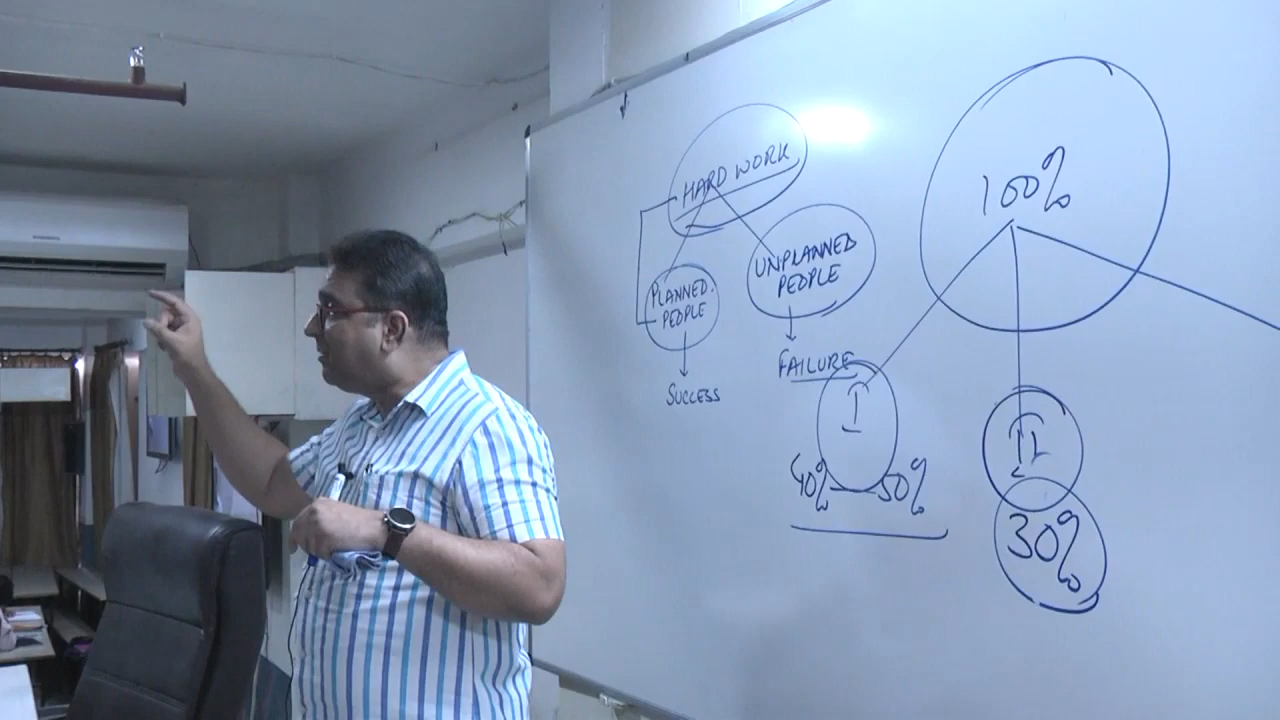 HARD WORK
PLANNED.
PEOPLE
SUCCESS
UNPLANNED
PEOPLE
FAILURE
100%
I
40% 50%
II
30%